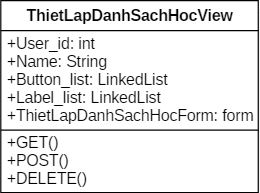 ThietLapDanhSachHocView
+User_id: int
+Name: String
+Button_list: LinkedList
+Label_list: LinkedList
+ThietLapDanhSachHocForm: form
+GET()
+POST()
+DELETE()